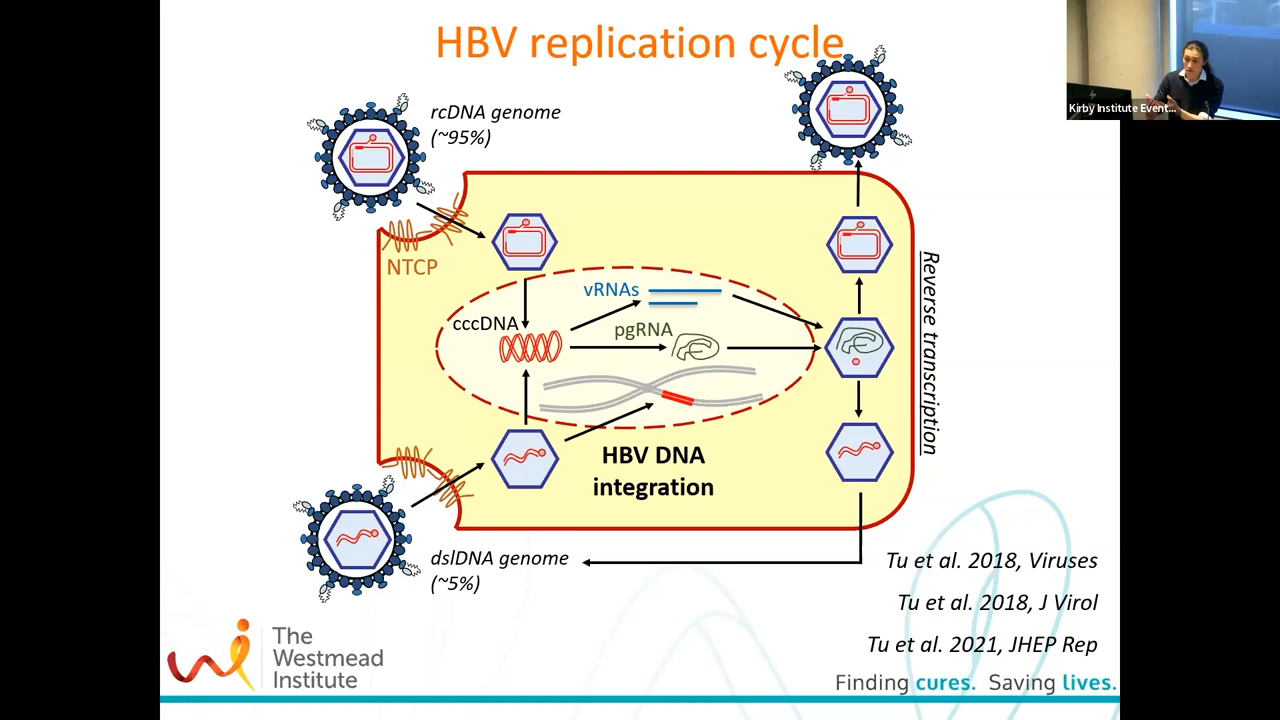 HBV replication cycle
Kirby Institute Event...
rcDNA genome
(~95%)
NTCP
vRNAs
cccDNA
pgRNA
Reverse transcription
HBV DNA
integration
dslDNA genome
(~5%)
Tu et al. 2018, Viruses
Tu et al. 2018, J Virol
Tu et al. 2021, JHEP Rep
The
Westmead
Institute
Finding cures. Saving lives.